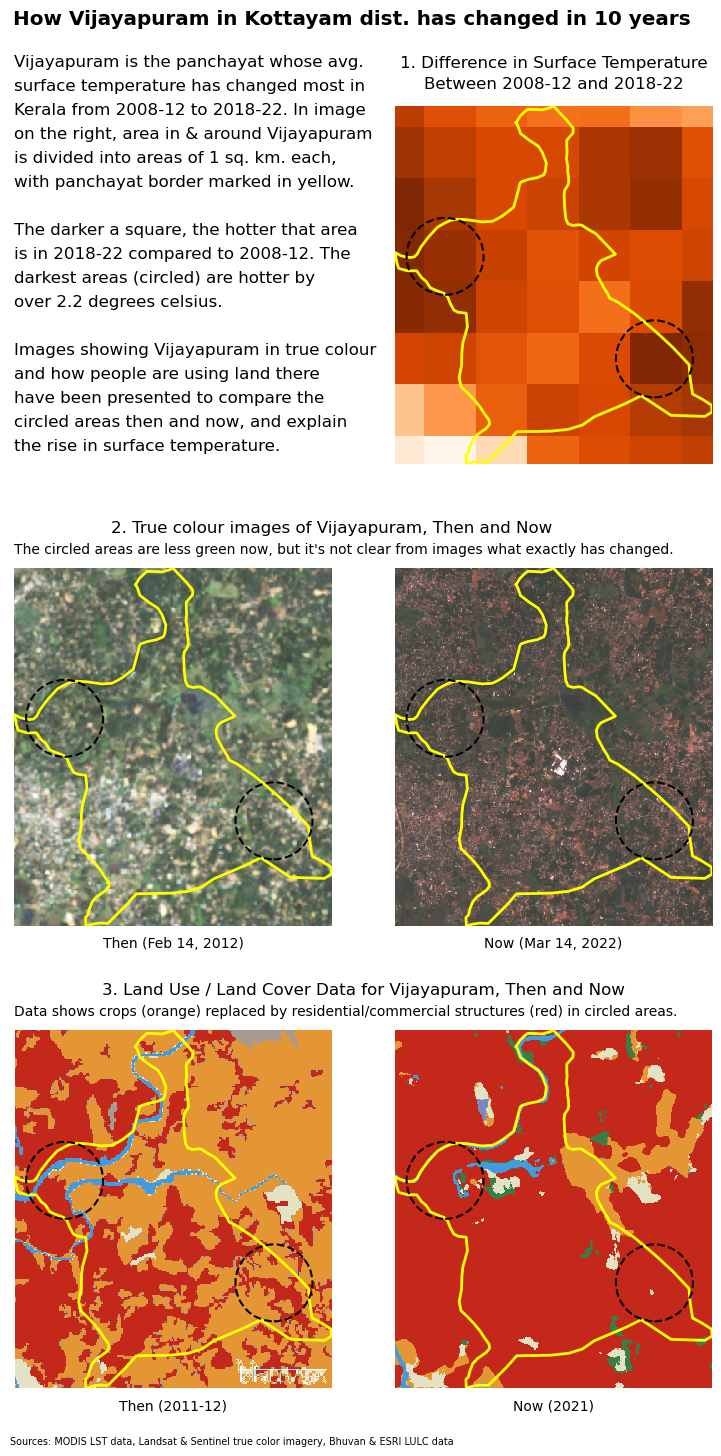 How Vijayapuram in Kottayam dist. has changed in 10 years
Vijayapuram is the panchayat whose avg.
surface temperature has changed most in
Kerala from 2008-12 to 2018-22. In image
on the right, area in & around Vijayapuram
is divided into areas of 1 sq. km. each,
with panchayat border marked in yellow.
The darker a square, the hotter that area
is in 2018-22 compared to 2008-12. The
darkest areas (circled) are hotter by
over 2.2 degrees celsius.
Images showing Vijayapuram in true colour
and how people are using land there
have been presented to compare the
circled areas then and now, and explain
the rise in surface temperature.
1. Difference in Surface Temperature
Between 2008-12 and 2018-22
2. True colour images of Vijayapuram, Then and Now
The circled areas are less green now, but it's not clear from images what exactly has changed.
Then (Feb 14, 2012)
Now (Mar 14, 2022)
3. Land Use / Land Cover Data for Vijayapuram, Then and Now
Data shows crops (orange) replaced by residential/commercial structures (red) in circled areas.
Then (2011-12)
Now (2021)
Sources: MODIS LST data, Landsat & Sentinel true color imagery, Bhuvan & ESRI LULC data